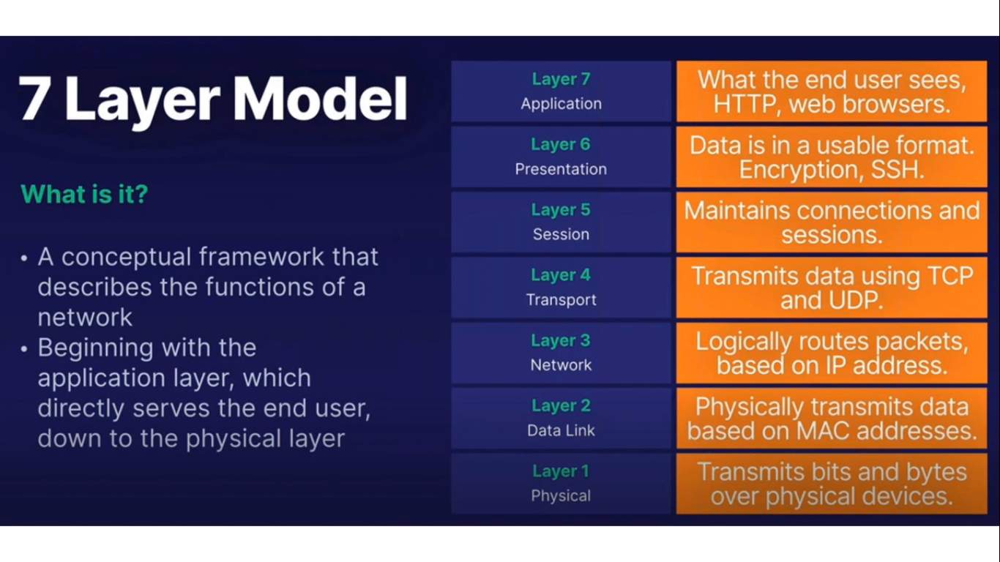 7 Layer Model
What is it?
• A conceptual framework that
describes the functions of a
network
• Beginning with the
application layer, which
directly serves the end user,
down to the physical layer
Layer 7
Application
What the end user sees,
HTTP, web browsers.
Layer 6
Presentation
Data is in a usable format.
Encryption, SSH.
Layer 5
Session
Maintains connections and
sessions.
Layer 4
Transport
Transmits data using TCP
and UDP.
Layer 3
Network
Logically routes packets,
based on IP address.
Layer 2
Data Link
Physically transmits data
based on MAC addresses.
Layer 1
Physical
Transmits bits and bytes
over physical devices.